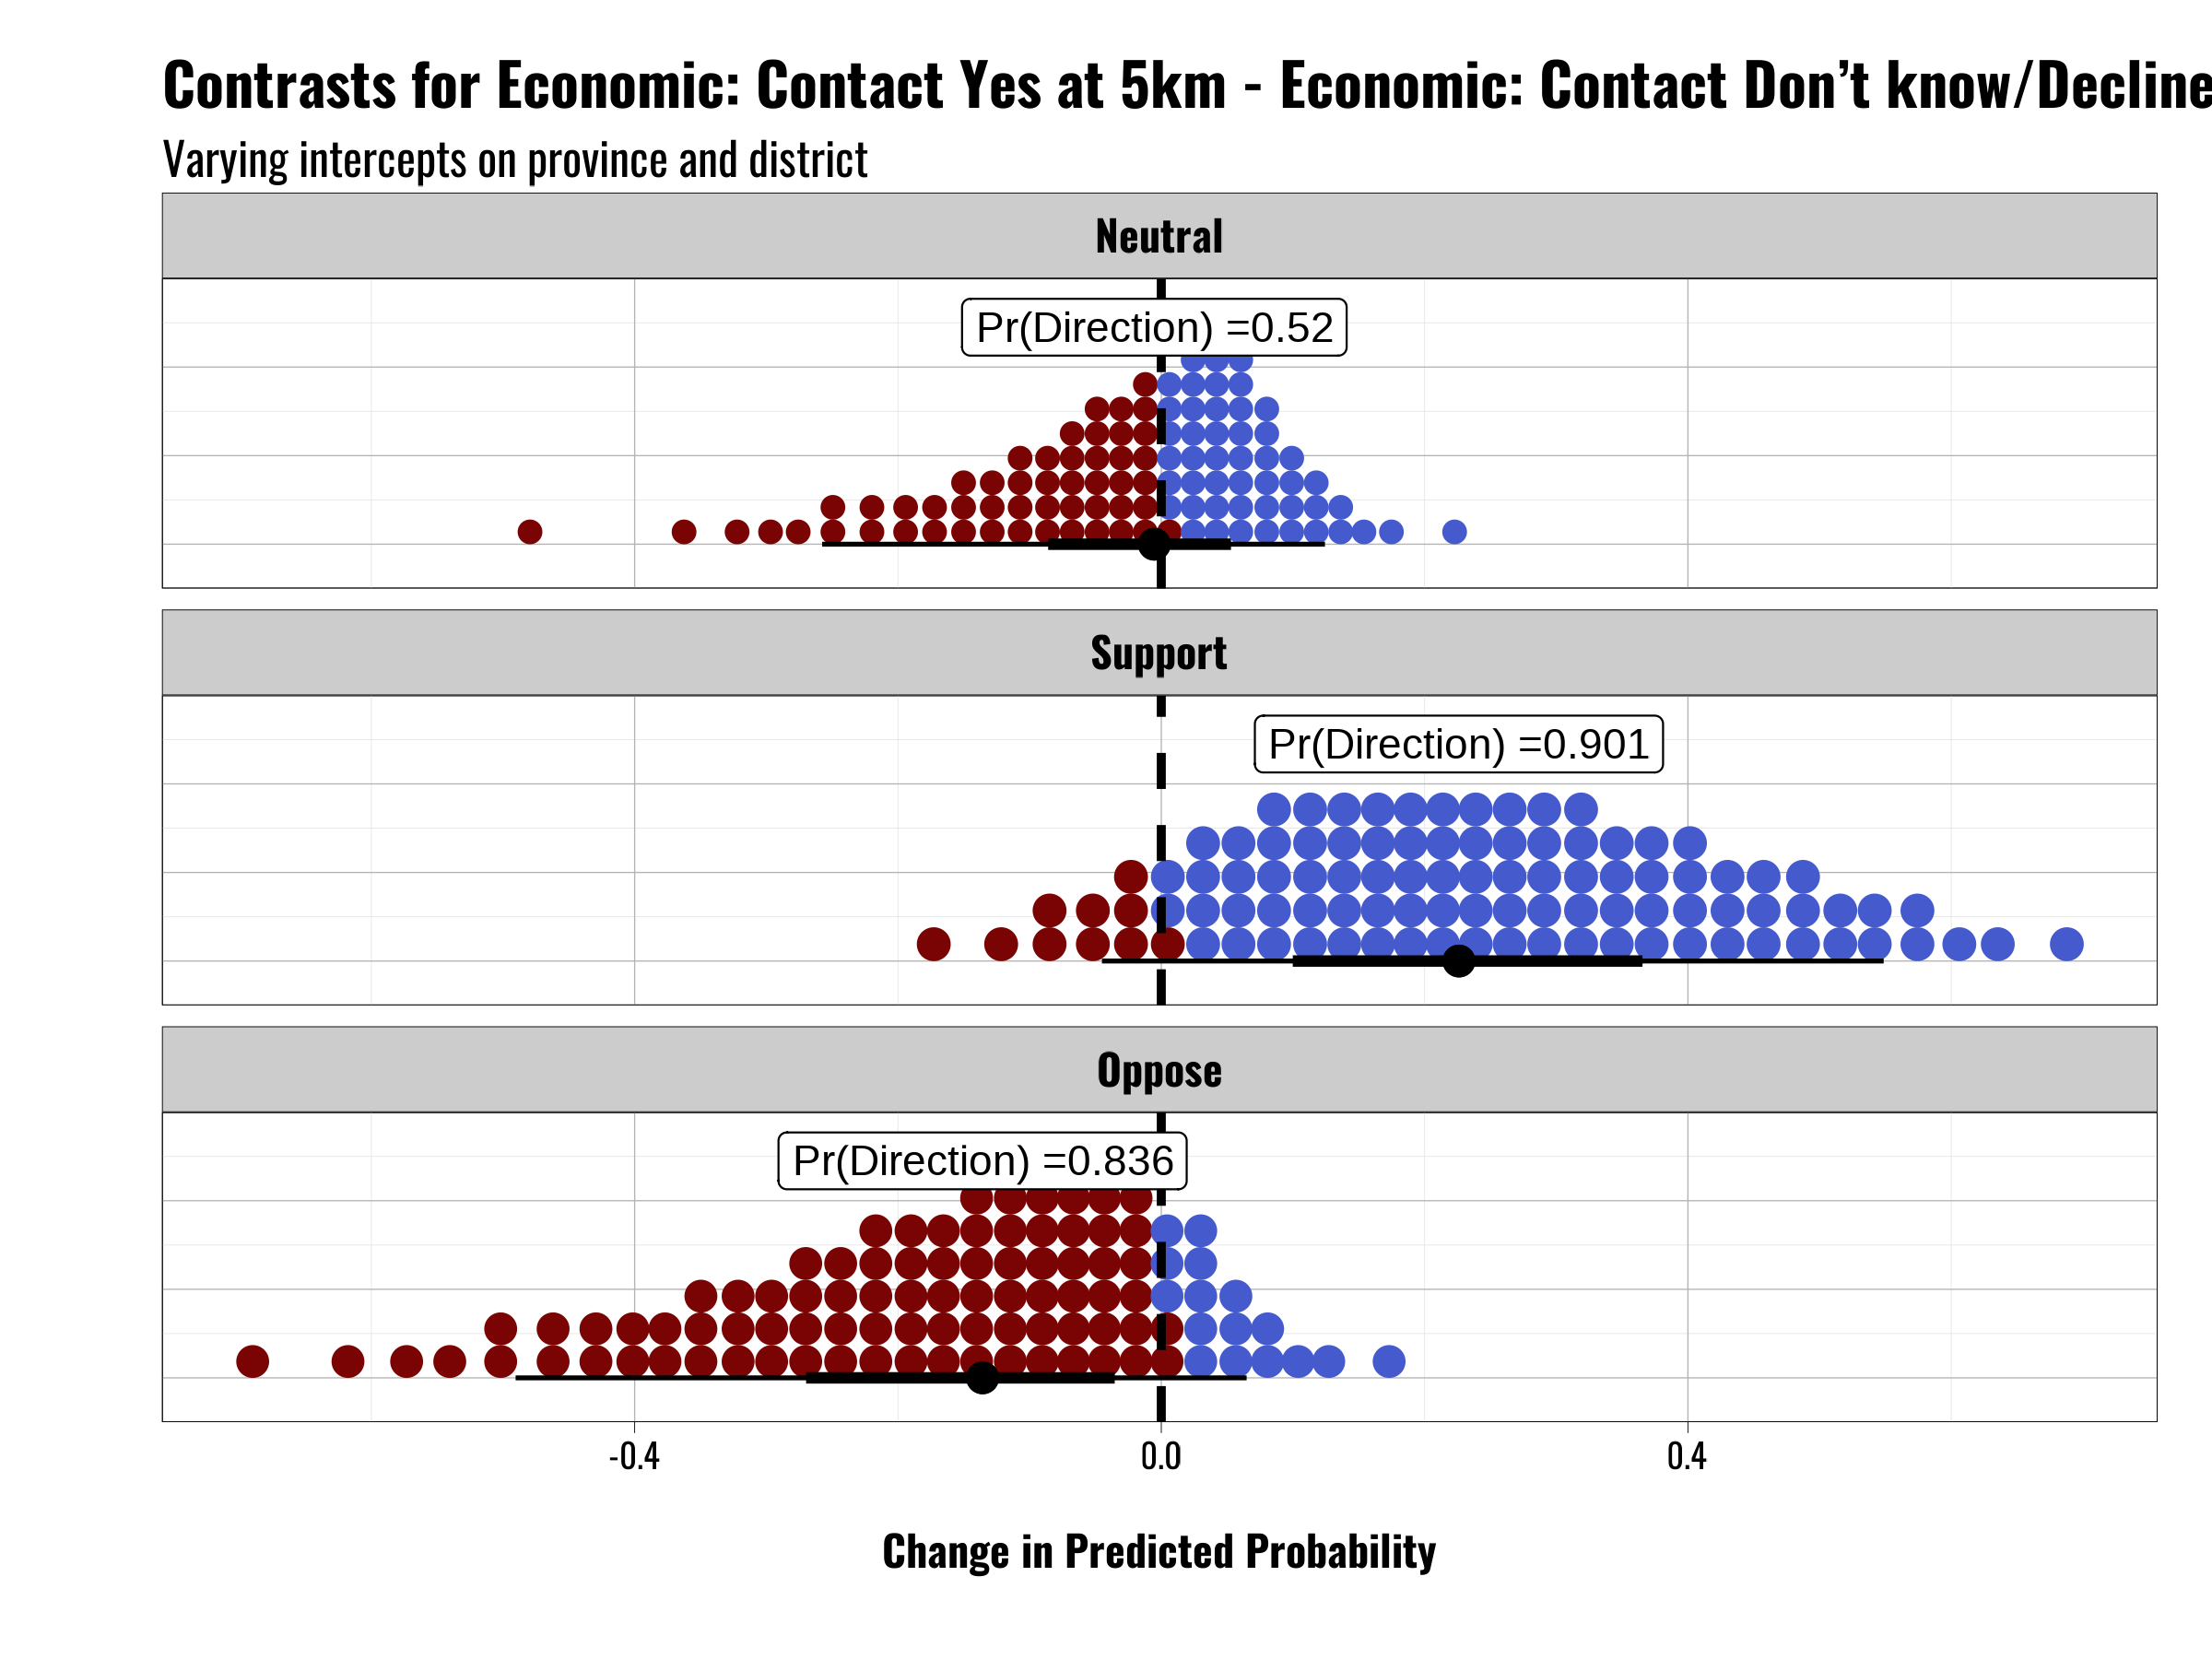 Contrasts for Economic: Contact Yes at 5km - Economic: Contact Don’t know/Decline
Varying intercepts on province and district
Neutral
Pr(Direction) =0.52
Support
Pr(Direction) =0.901
Oppose
Pr(Direction) =0.836
-0.4 0.0 0.4
Change in Predicted Probability